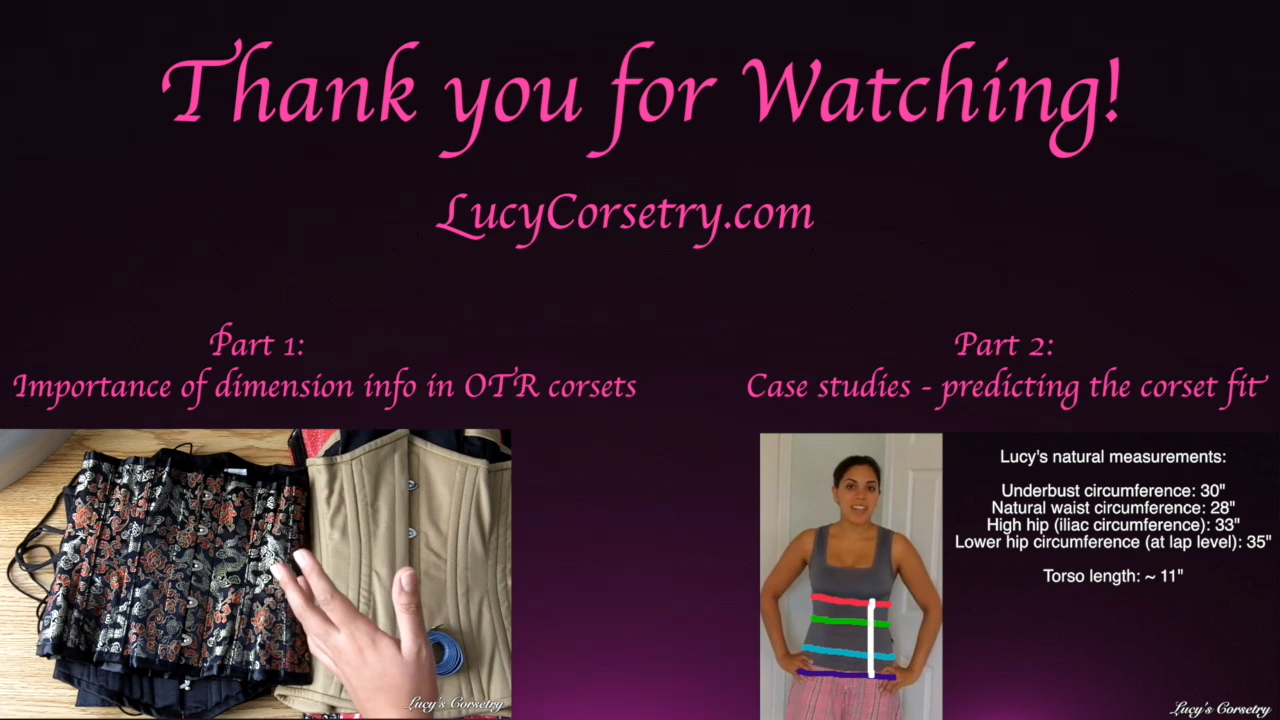 Thank you for Watching!
LucyCorsetry.com
Part 1:
Importance of dimension info in OTR corsets
Part 2:
Case studies - predicting the corset fit
Lucy's natural measurements:
Underbust circumference: 30"
Natural waist circumference: 28"
High hip (iliac circumference): 33"
Lower hip circumference (at lap level): 35"
Torso length: ~ 11"
Lucy's Corsetry
Lucy's Corsetry